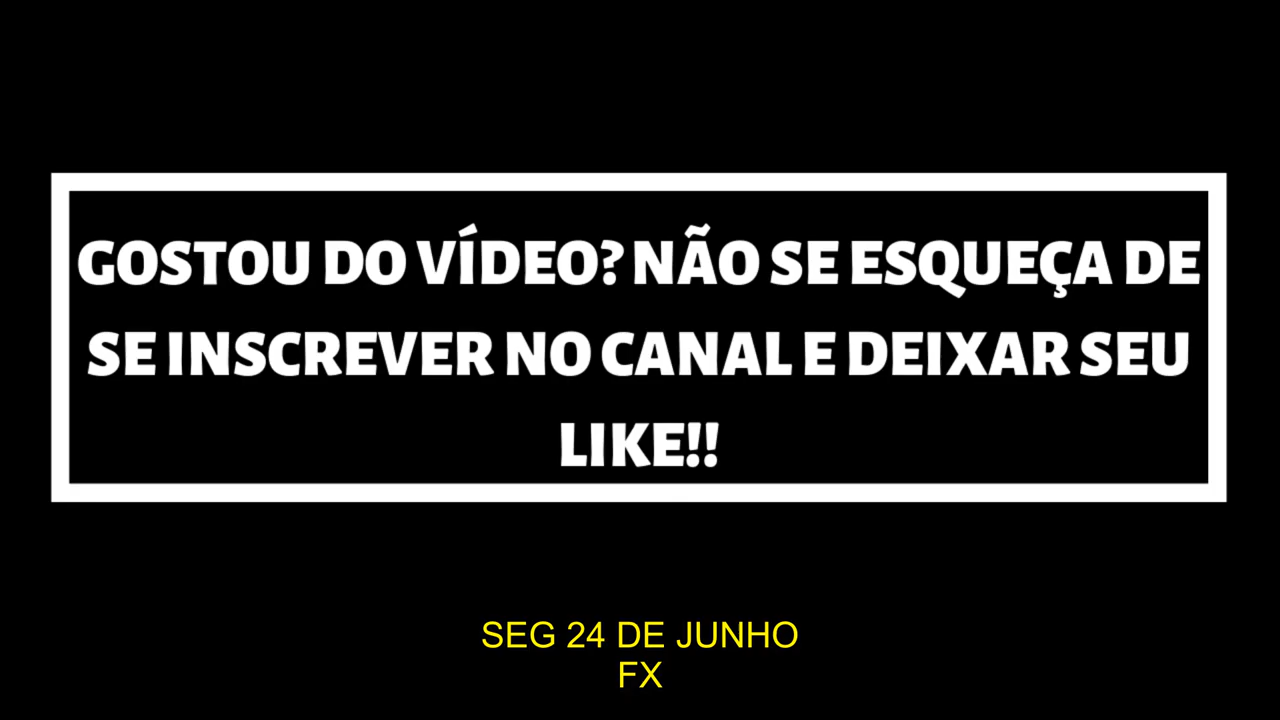 GOSTOU DO VÍDEO? NÃO SE ESQUEÇA DE
SE INSCREVER NO CANAL E DEIXAR SEU
LIKE!!
SEG 24 DE JUNHO
FX